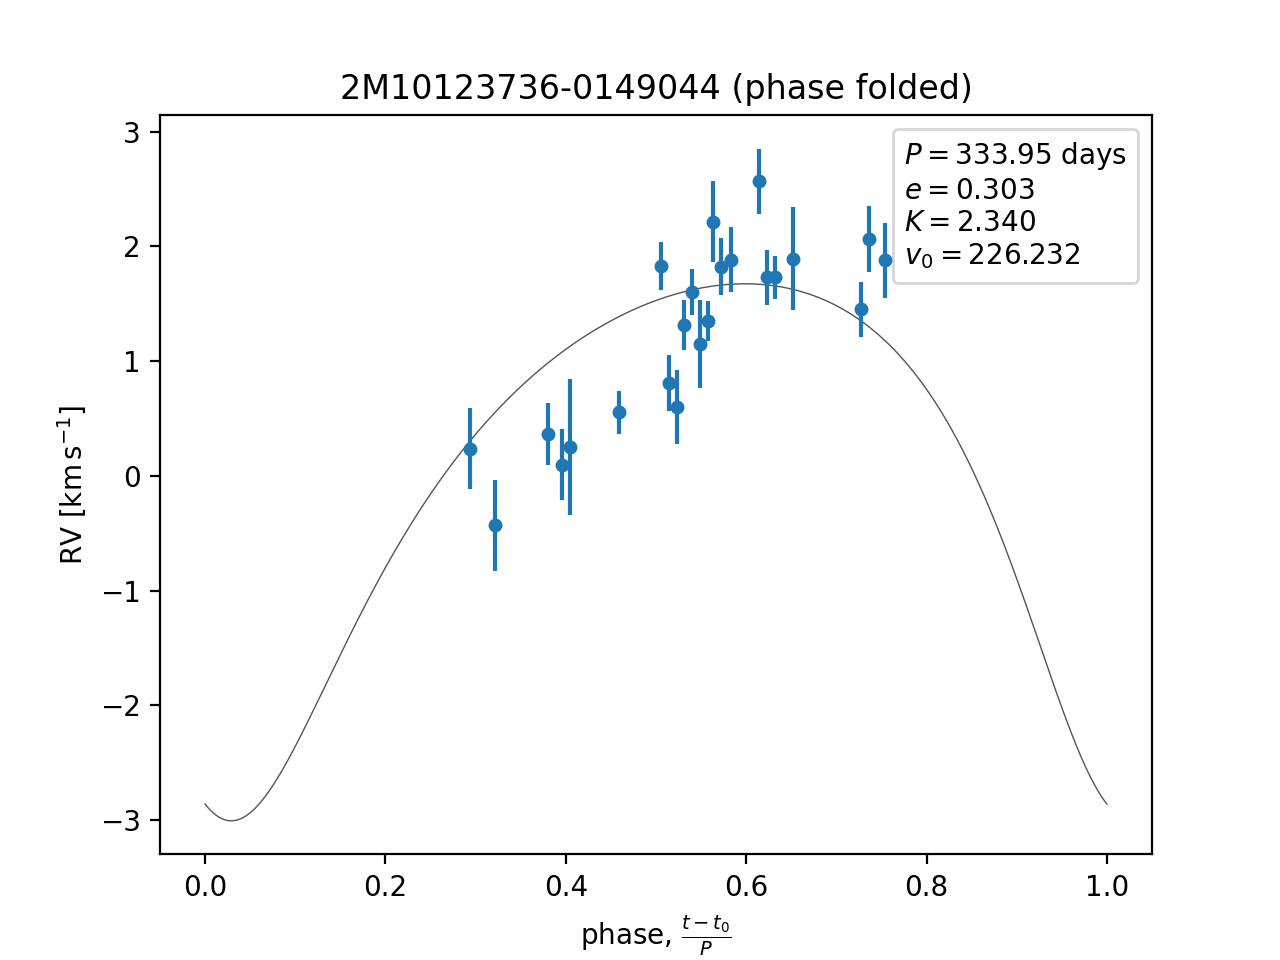 2M10123736-0149044 (phase folded)
P = 333.95 days
e = 0.303
K = 2.340
v₀ = 226.232
3
2
1
0
−1
−2
−3
RV [km s⁻¹]
0.0 0.2 0.4 0.6 0.8 1.0
phase, (t − t₀)/P